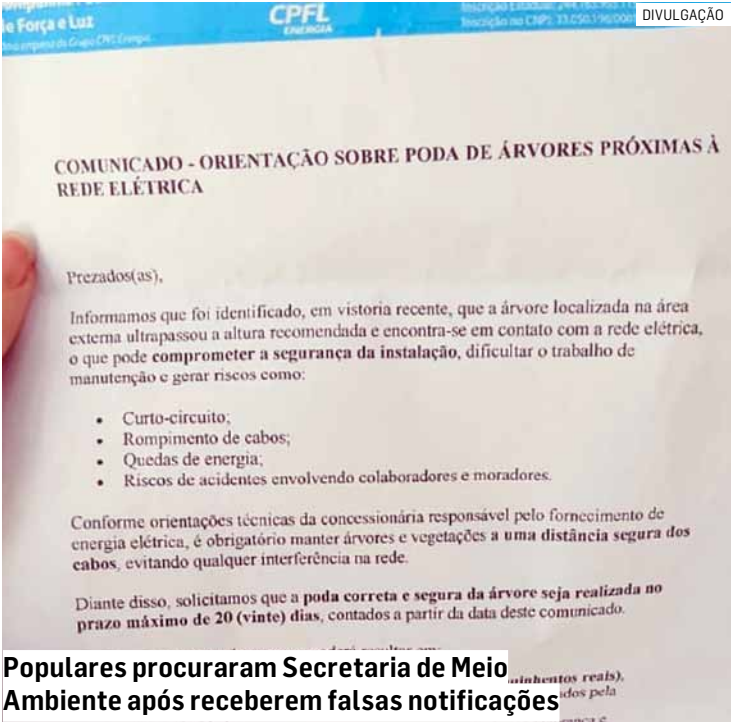 de Força e Luz
CPFL
ENERGIA
DIVULGAÇÃO
COMUNICADO - ORIENTAÇÃO SOBRE PODA DE ÁRVORES PRÓXIMAS À
REDE ELÉTRICA
Prezados(as),
Informamos que foi identificado, em vistoria recente, que a árvore localizada na área
externa ultrapassou a altura recomendada e encontra-se em contato com a rede elétrica,
o que pode comprometer a segurança da instalação, dificultar o trabalho de
manutenção e gerar riscos como:
• Curto-circuito;
• Rompimento de cabos;
• Quedas de energia;
• Riscos de acidentes envolvendo colaboradores e moradores.
Conforme orientações técnicas da concessionária responsável pelo fornecimento de
energia elétrica, é obrigatório manter árvores e vegetações a uma distância segura dos
cabos, evitando qualquer interferência na rede.
Diante disso, solicitamos que a poda correta e segura da árvore seja realizada no
prazo máximo de 20 (vinte) dias, contados a partir da data deste comunicado.
reais),
pela
Populares procuraram Secretaria de Meio
Ambiente após receberem falsas notificações